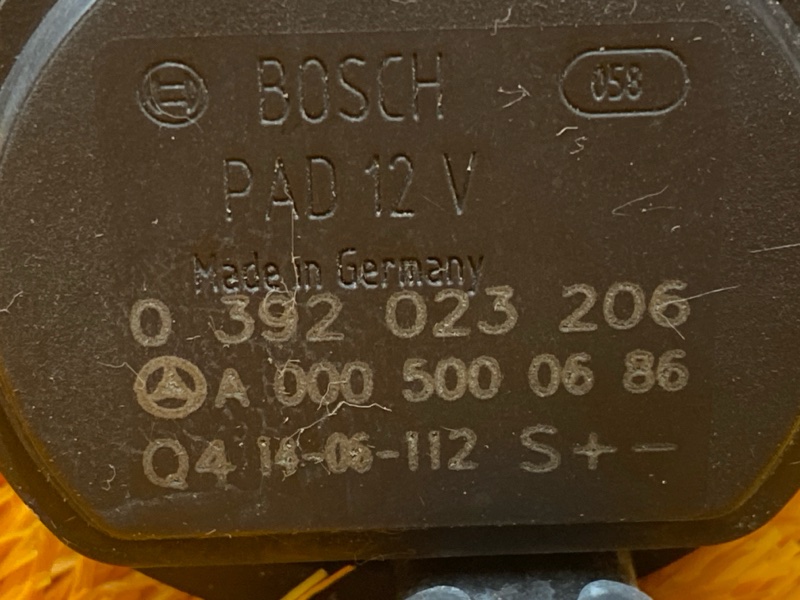 BOSCH 058
PAD 12 V
Made in Germany
0 392 023 206
A 000 500 06 86
Q4 14-06-112 S + -